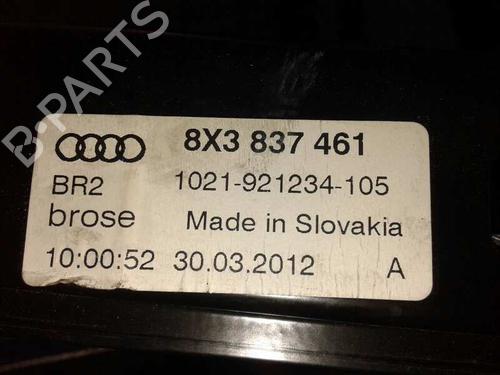 B-PARTS
8X3 837 461
BR2 1021-921234-105
brose Made in Slovakia
10:00:52 30.03.2012 A